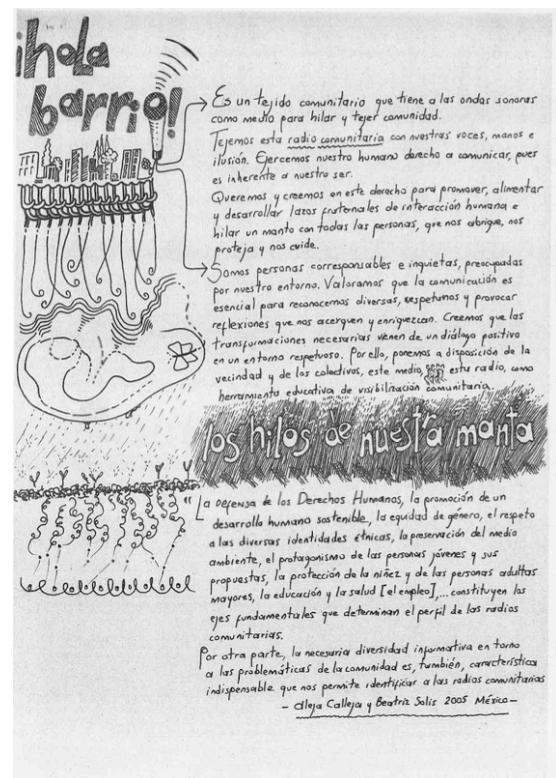 ¡hola
barrio!
Es un tejido comunitario que tiene a las ondas sonoras
como medio para hilar y tejer comunidad.
Tejemos esta radio comunitaria con nuestras voces, manos e
ilusión. Ejercemos nuestro humano derecho a comunicar, pues
es inherente a nuestro ser.
Queremos y creemos en este derecho para promover, alimentar
y desarrollar lazos fraternales de interacción humana e
hilar un manto con todas las personas, que nos abrigue, nos
proteja y nos cuide.
Somos personas corresponsables e inquietas, preocupadas
por nuestro entorno. Valoramos que la comunicación es
esencial para reconocernos diversas, respetarnos y provocar
reflexiones que nos acerquen y enriquezcan. Creemos que las
transformaciones necesarias vienen de un diálogo positivo
en un entorno respetuoso. Por ello, ponemos a disposición de la
vecindad y de los colectivos, este medio, esta radio, como
herramienta educativa de visibilización comunitaria.
los hilos de nuestra manta
"La Defensa de los Derechos Humanos, la promoción de un
desarrollo humano sostenible, la equidad de género, el respeto
a las diversas identidades étnicas, la preservación del medio
ambiente, el protagonismo de las personas jóvenes y sus
propuestas, la protección de la niñez y de las personas adultas
mayores, la educación y la salud [el empleo],... constituyen los
ejes fundamentales que determinan el perfil de las radios
comunitarias.
Por otra parte, la necesaria diversidad informativa en torno
a las problemáticas de la comunidad es, también, característica
indispensable que nos permite identificar a las radios comunitarias
- Aleja Calleja y Beatriz Solis 2005 México -